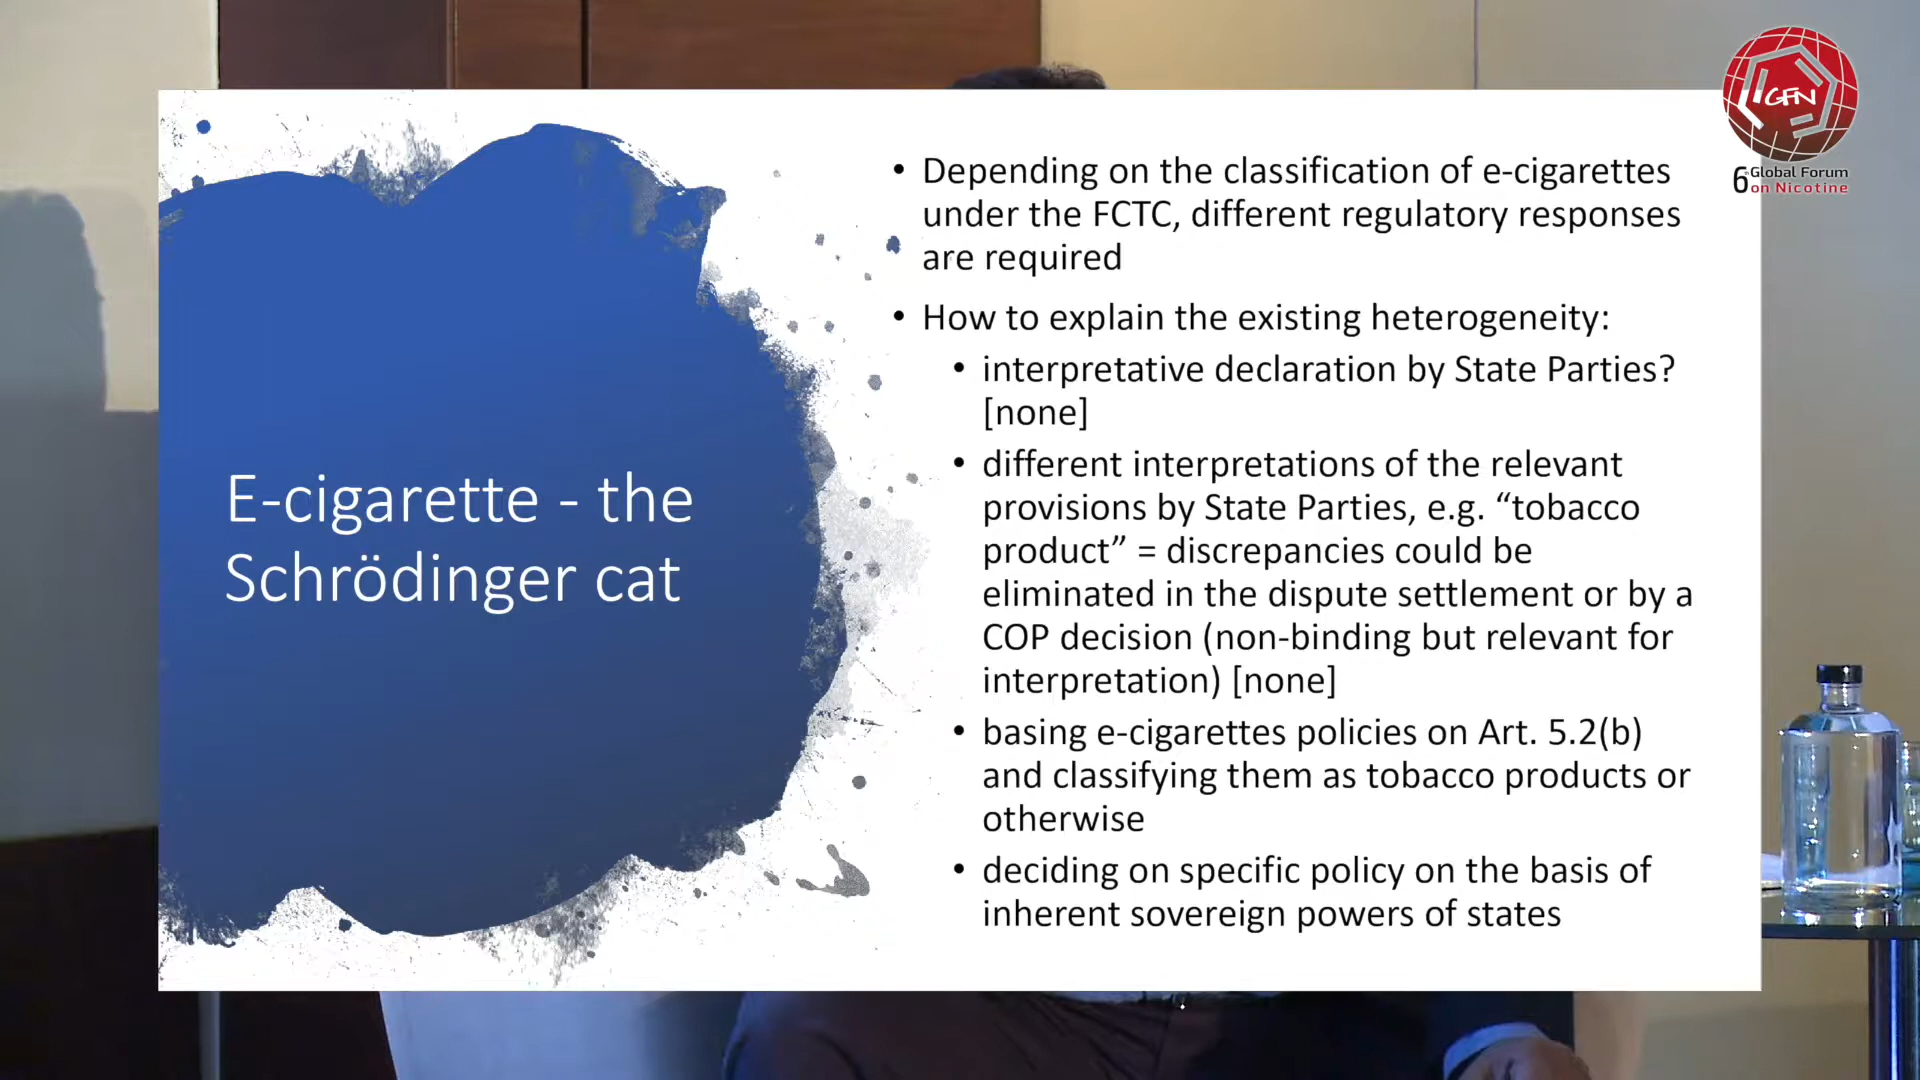 E-cigarette - the
Schrödinger cat
• Depending on the classification of e-cigarettes
under the FCTC, different regulatory responses
are required
• How to explain the existing heterogeneity:
• interpretative declaration by State Parties?
[none]
• different interpretations of the relevant
provisions by State Parties, e.g. “tobacco
product” = discrepancies could be
eliminated in the dispute settlement or by a
COP decision (non-binding but relevant for
interpretation) [none]
• basing e-cigarettes policies on Art. 5.2(b)
and classifying them as tobacco products or
otherwise
• deciding on specific policy on the basis of
inherent sovereign powers of states
GFN
6 Global Forum
on Nicotine